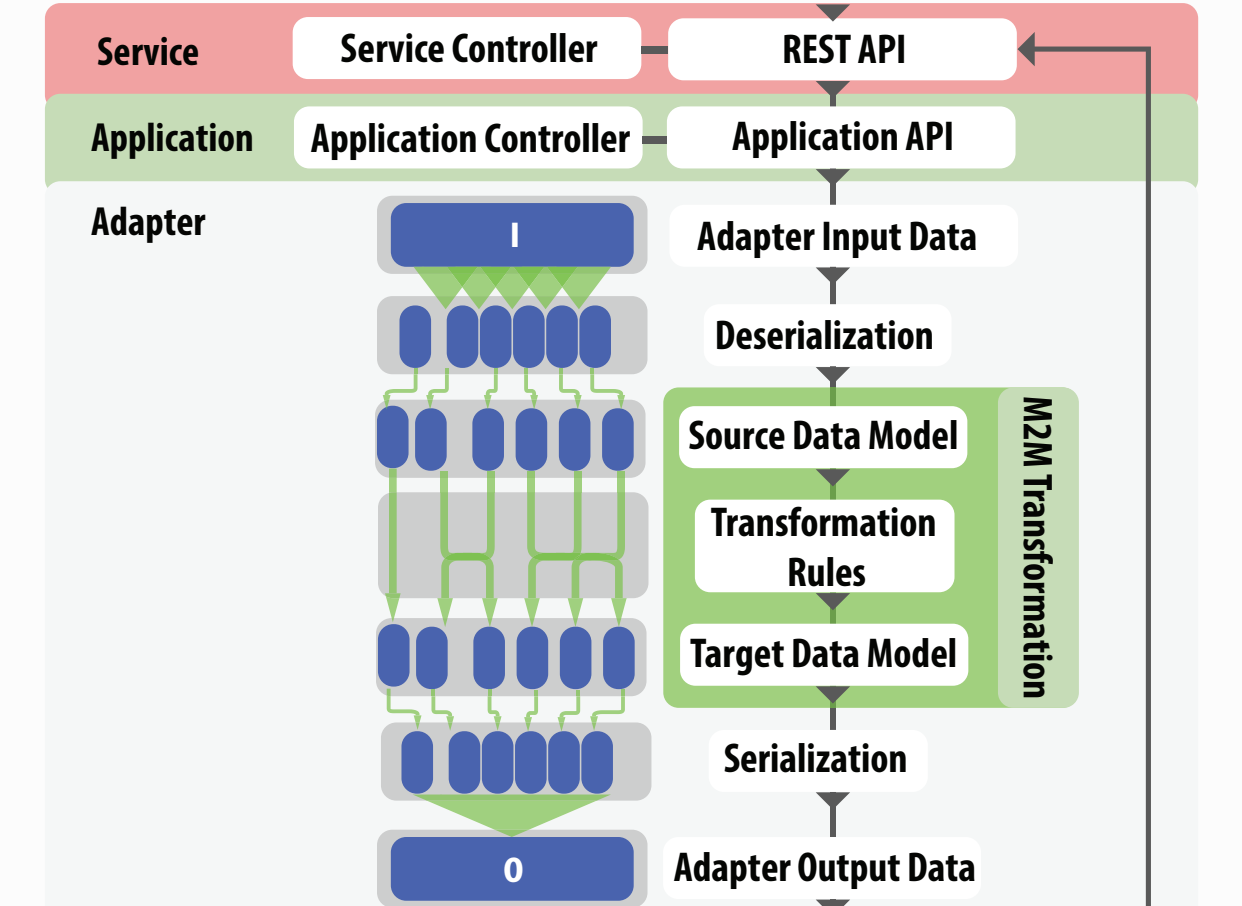 Service
Service Controller
REST API
Application
Application Controller
Application API
Adapter
I
Adapter Input Data
Deserialization
Source Data Model
Transformation
Rules
Target Data Model
M2M Transformation
Serialization
O
Adapter Output Data